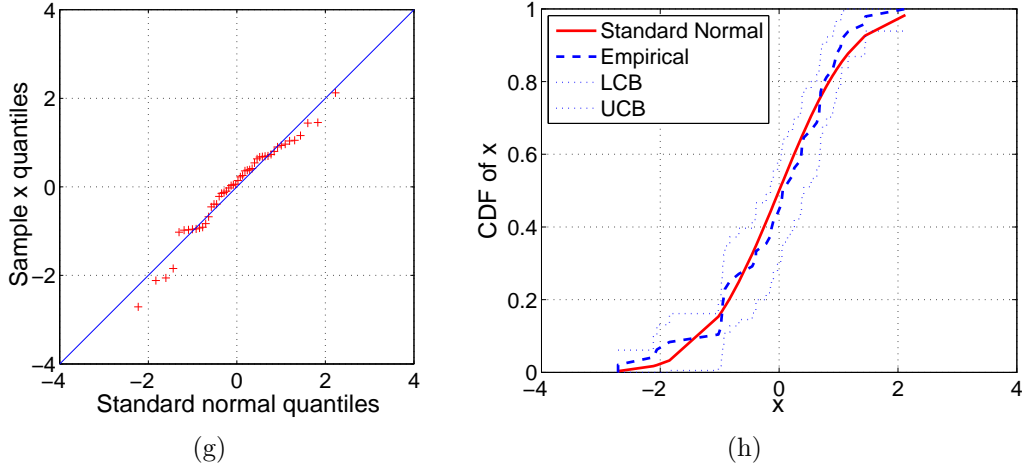 4
2
0
−2
−4
−4
−2
0
2
4
Sample x quantiles
Standard normal quantiles
(g)
1
0.8
0.6
0.4
0.2
0
−4
−2
0
2
4
CDF of x
x
Standard Normal
Empirical
LCB
UCB
(h)